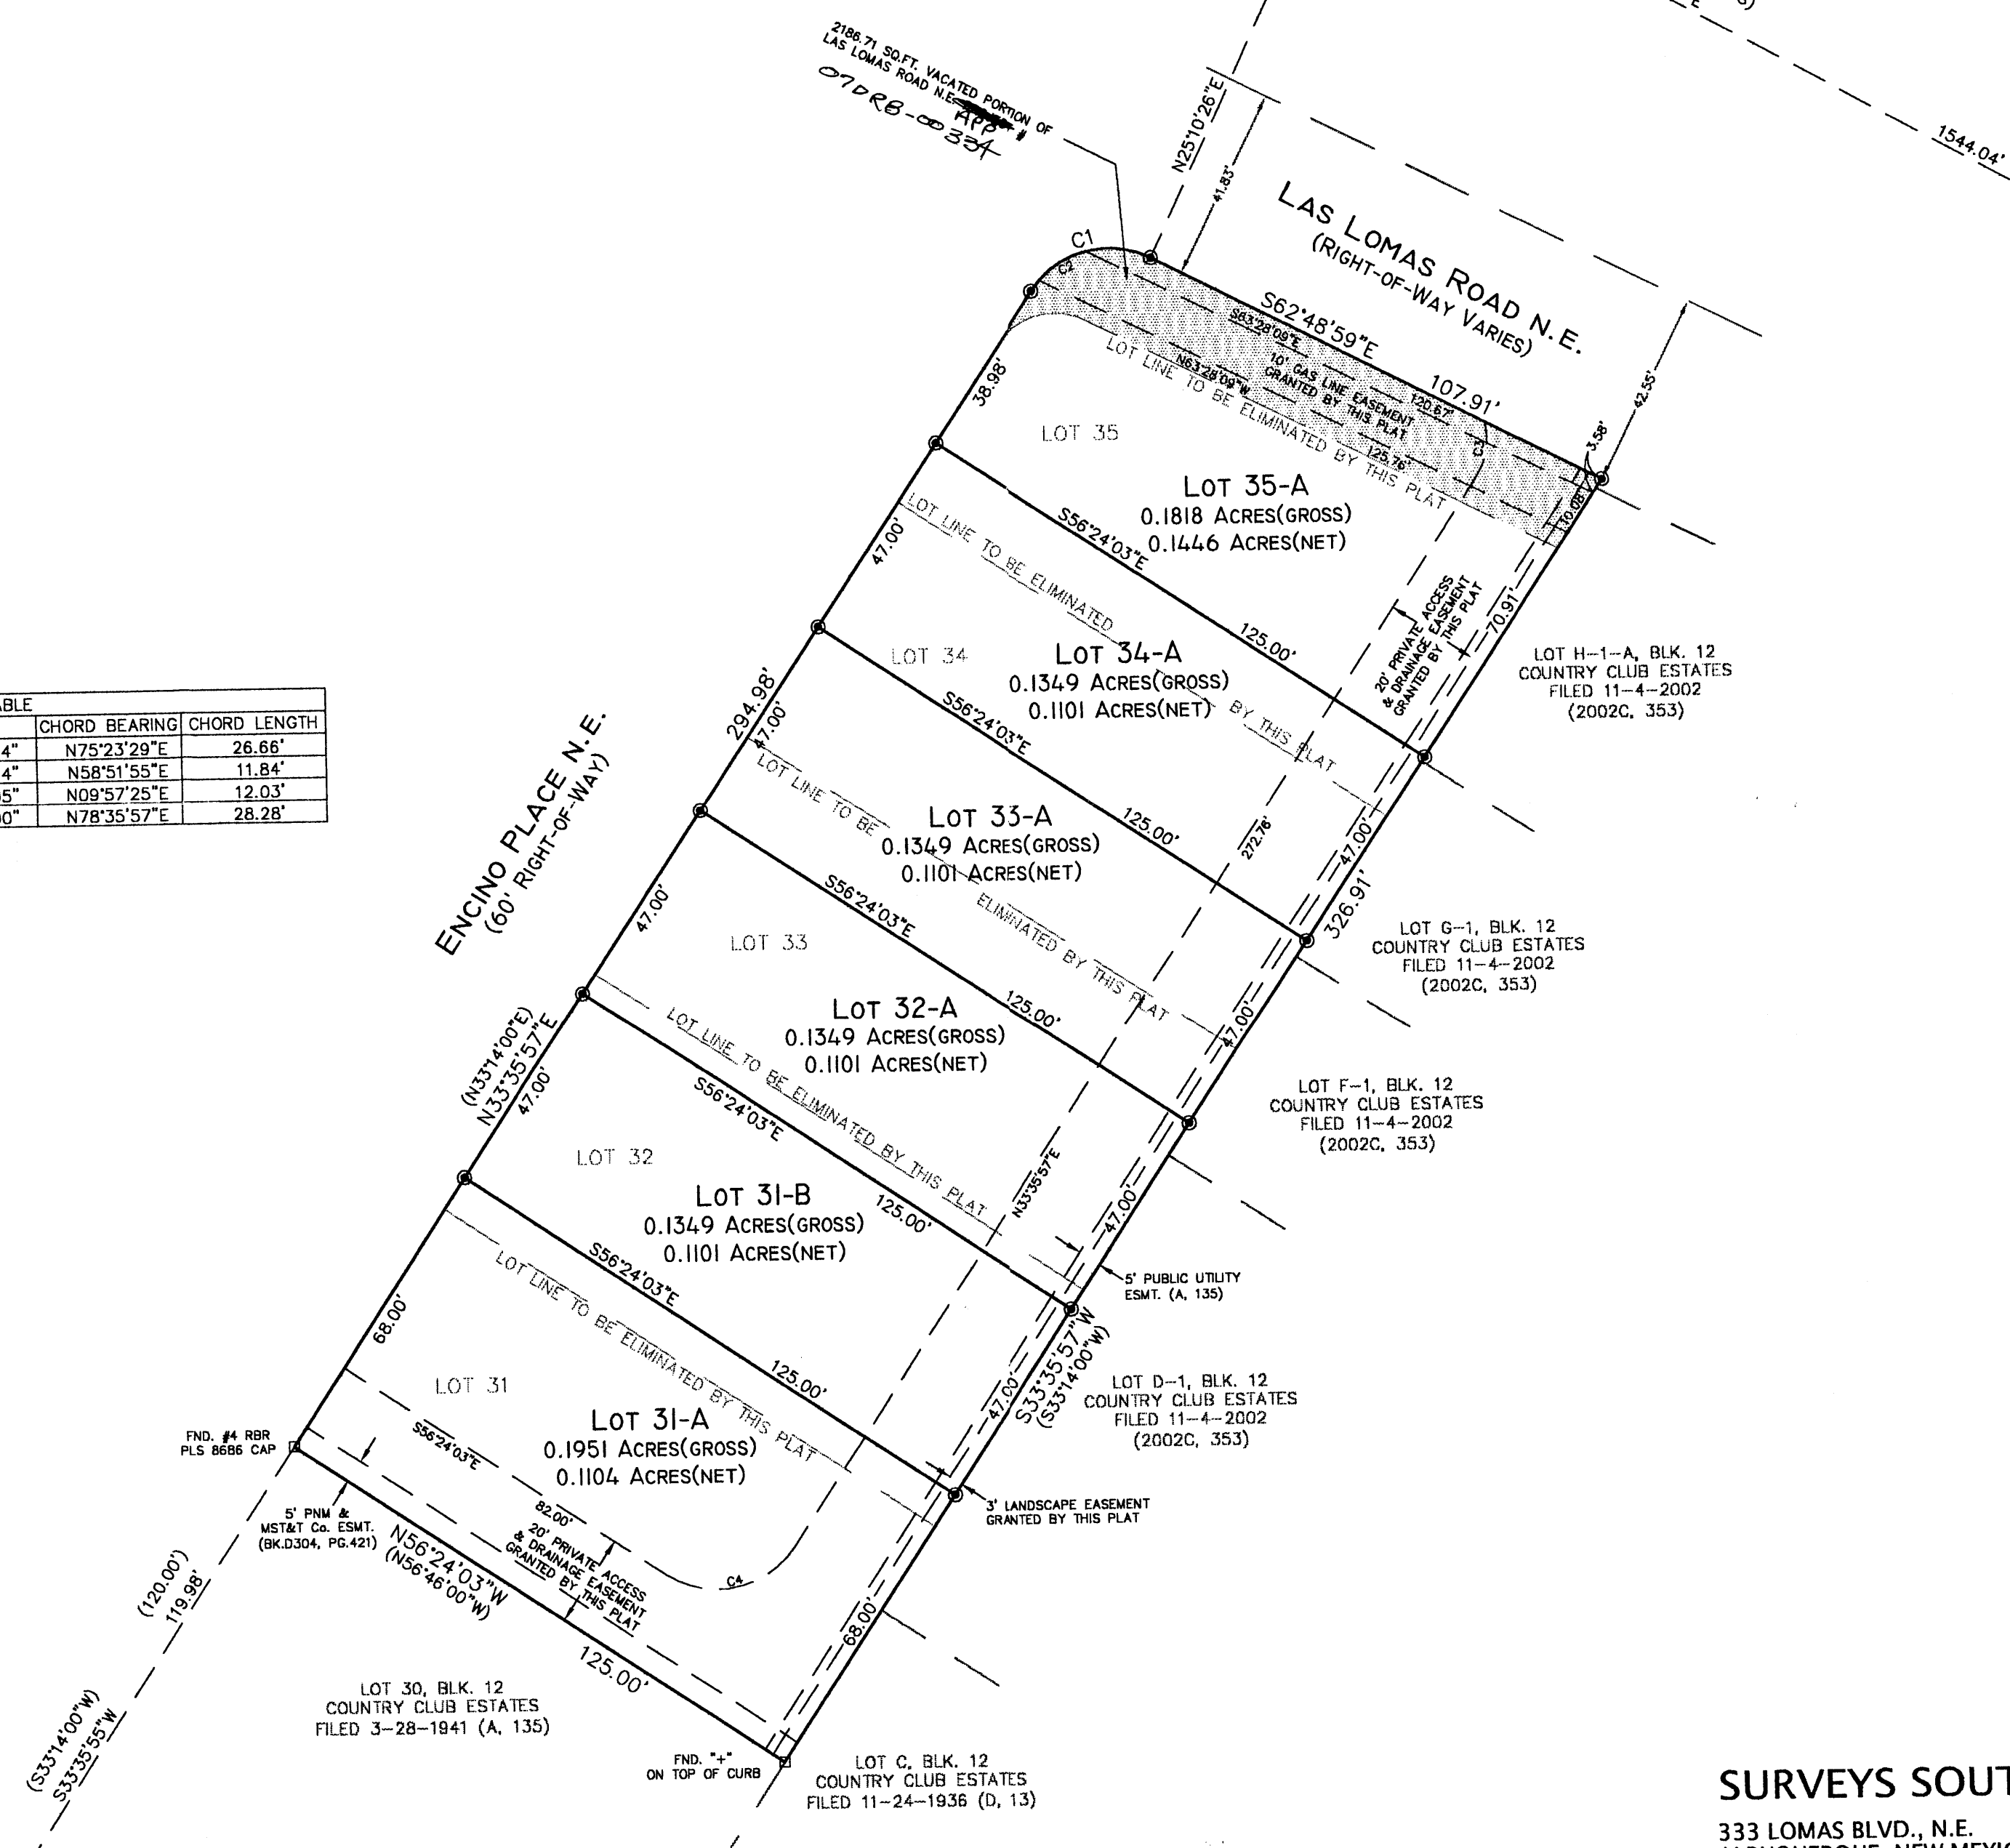 2186.71 SQ.FT. VACATED PORTION OF
LAS LOMAS ROAD N.E.
APP #
07DRB-00334
N25°10'26"E
41.83'
1544.04'
LAS LOMAS ROAD N.E.
(RIGHT-OF-WAY VARIES)
C1
C2
S62°48'59"E
107.91'
S63°28'09"E
120.67'
10' GAS LINE EASEMENT
GRANTED BY THIS PLAT
N63°28'09"W
125.76'
LOT LINE TO BE ELIMINATED BY THIS PLAT
C3
3.58'
42.55'
10.08'
38.98'
LOT 35
LOT 35-A
0.1818 ACRES(GROSS)
0.1446 ACRES(NET)
S56°24'03"E
125.00'
47.00'
LOT LINE TO BE ELIMINATED BY THIS PLAT
20' PRIVATE ACCESS
& DRAINAGE EASEMENT
GRANTED BY THIS PLAT
70.91'
LOT H-1-A, BLK. 12
COUNTRY CLUB ESTATES
FILED 11-4-2002
(2002C, 353)
LOT 34
LOT 34-A
0.1349 ACRES(GROSS)
0.1101 ACRES(NET)
S56°24'03"E
125.00'
294.98'
47.00'
ABLE
CHORD BEARING CHORD LENGTH
4" N75°23'29"E 26.66'
4" N58°51'55"E 11.84'
5" N09°57'25"E 12.03'
00" N78°35'57"E 28.28'
ENCINO PLACE N.E.
(60' RIGHT-OF-WAY)
LOT LINE TO BE ELIMINATED BY THIS PLAT
LOT 33-A
0.1349 ACRES(GROSS)
0.1101 ACRES(NET)
272.76'
47.00'
326.91'
S56°24'03"E
125.00'
47.00'
LOT 33
LOT G-1, BLK. 12
COUNTRY CLUB ESTATES
FILED 11-4-2002
(2002C, 353)
LOT 32-A
0.1349 ACRES(GROSS)
0.1101 ACRES(NET)
47.00'
LOT LINE TO BE ELIMINATED BY THIS PLAT
(N33°14'00"E)
N33°35'57"E
47.00'
S56°24'03"E
125.00'
N33°35'57"E
LOT F-1, BLK. 12
COUNTRY CLUB ESTATES
FILED 11-4-2002
(2002C, 353)
LOT 32
LOT 31-B
0.1349 ACRES(GROSS)
0.1101 ACRES(NET)
47.00'
5' PUBLIC UTILITY
ESMT. (A, 135)
S56°24'03"E
125.00'
LOT LINE TO BE ELIMINATED BY THIS PLAT
68.00'
47.00'
S33°35'57"W
(S33°14'00"W)
LOT D-1, BLK. 12
COUNTRY CLUB ESTATES
FILED 11-4-2002
(2002C, 353)
LOT 31
LOT 31-A
0.1951 ACRES(GROSS)
0.1104 ACRES(NET)
FND. #4 RBR
PLS 8686 CAP
S56°24'03"E
82.00'
3' LANDSCAPE EASEMENT
GRANTED BY THIS PLAT
5' PNM &
MST&T Co. ESMT.
(BK.D304, PG.421)
20' PRIVATE ACCESS
& DRAINAGE EASEMENT
GRANTED BY THIS PLAT
C4
N56°24'03"W
(N56°46'00"W)
125.00'
68.00'
(120.00')
119.98'
(S33°14'00"W)
S33°35'55"W
LOT 30, BLK. 12
COUNTRY CLUB ESTATES
FILED 3-28-1941 (A, 135)
FND. "+"
ON TOP OF CURB
LOT C, BLK. 12
COUNTRY CLUB ESTATES
FILED 11-24-1936 (D, 13)
SURVEYS SOUT
333 LOMAS BLVD., N.E.